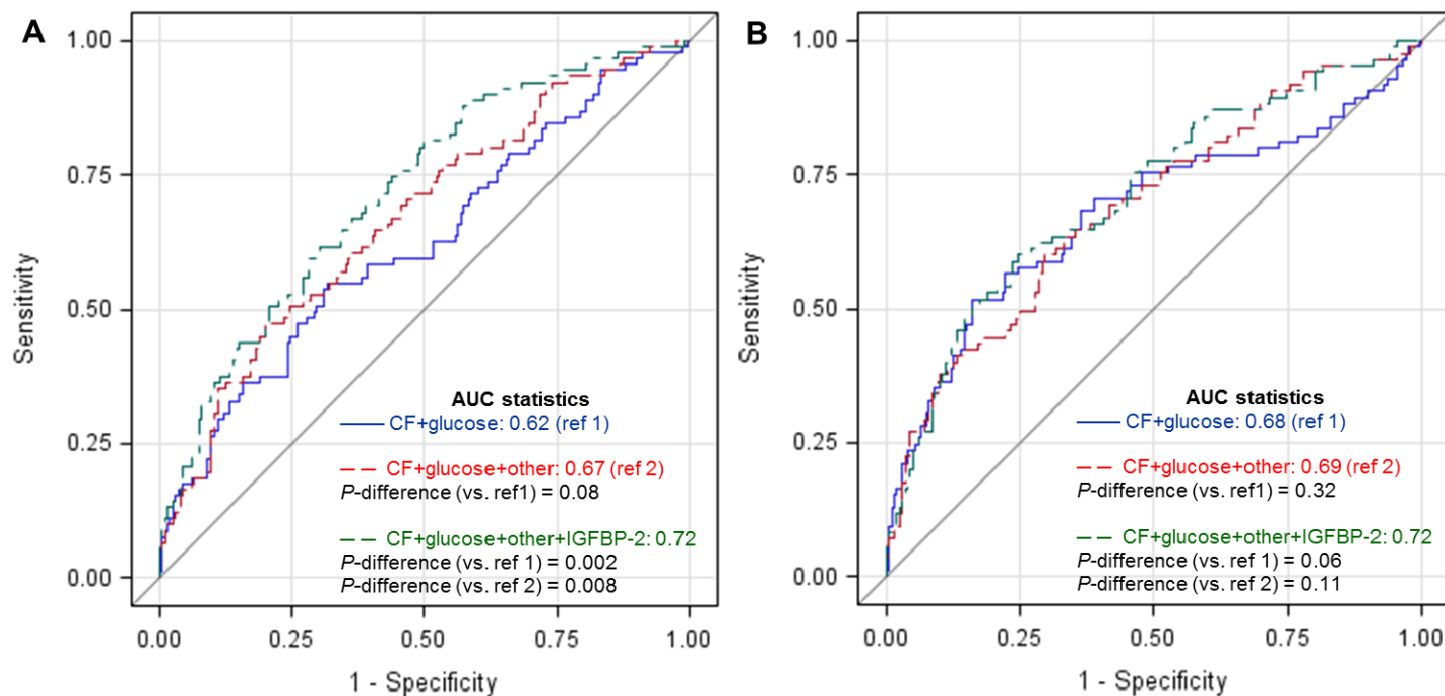 A
1.00
0.75
0.50
0.25
0.00
Sensitivity
AUC statistics
CF+glucose: 0.62 (ref 1)
CF+glucose+other: 0.67 (ref 2)
P-difference (vs. ref1) = 0.08
CF+glucose+other+IGFBP-2: 0.72
P-difference (vs. ref 1) = 0.002
P-difference (vs. ref 2) = 0.008
0.00 0.25 0.50 0.75 1.00
1 - Specificity
B
1.00
0.75
0.50
0.25
0.00
Sensitivity
AUC statistics
CF+glucose: 0.68 (ref 1)
CF+glucose+other: 0.69 (ref 2)
P-difference (vs. ref1) = 0.32
CF+glucose+other+IGFBP-2: 0.72
P-difference (vs. ref 1) = 0.06
P-difference (vs. ref 2) = 0.11
0.00 0.25 0.50 0.75 1.00
1 - Specificity